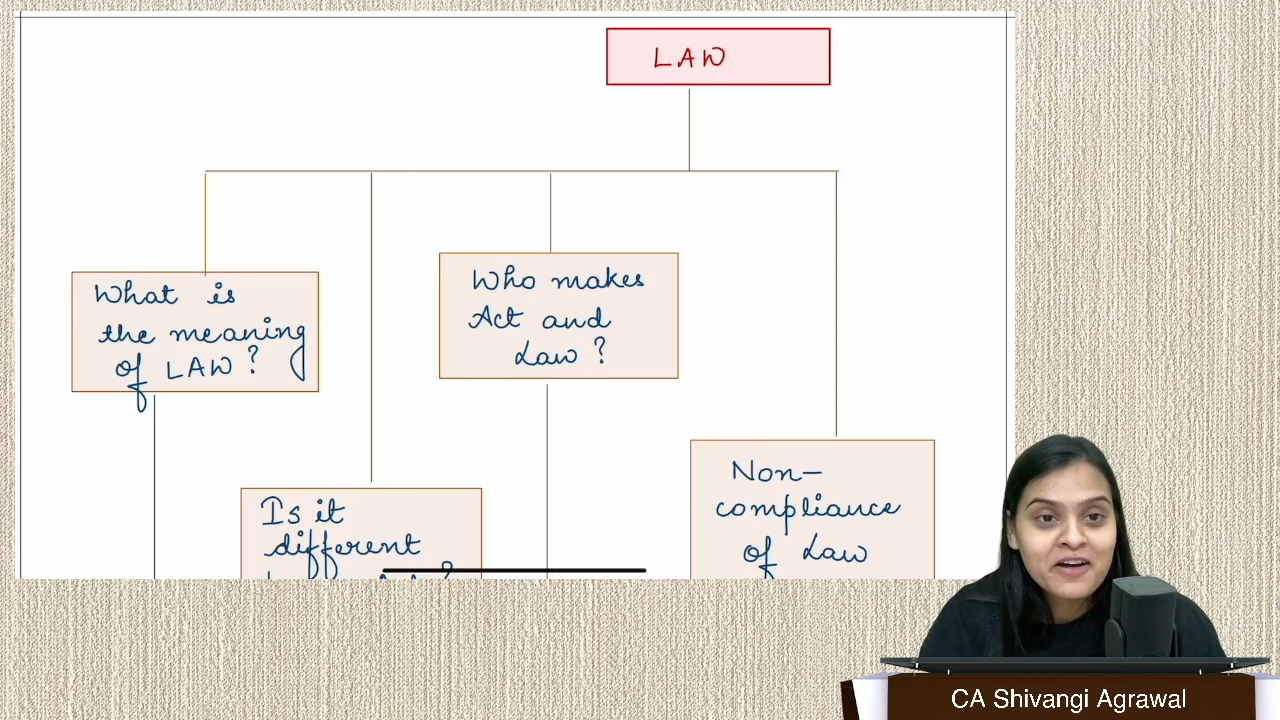 LAW
What is
the meaning
of LAW?
Who makes
Act and
Law?
Is it
different
Non-
compliance
of Law
CA Shivangi Agrawal